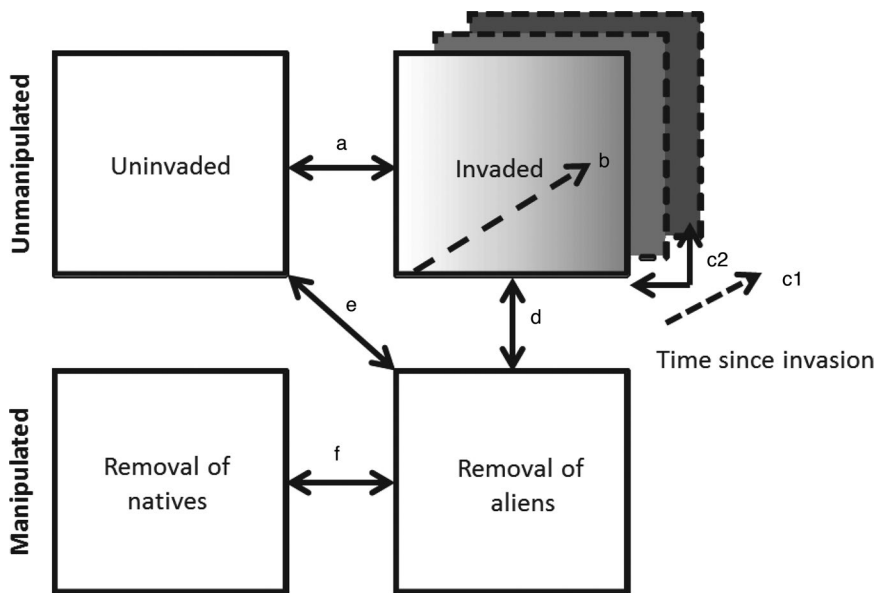 Unmanipulated
Uninvaded
a
Invaded
b
c2
c1
e
d
Time since invasion
Manipulated
Removal of
natives
f
Removal of
aliens